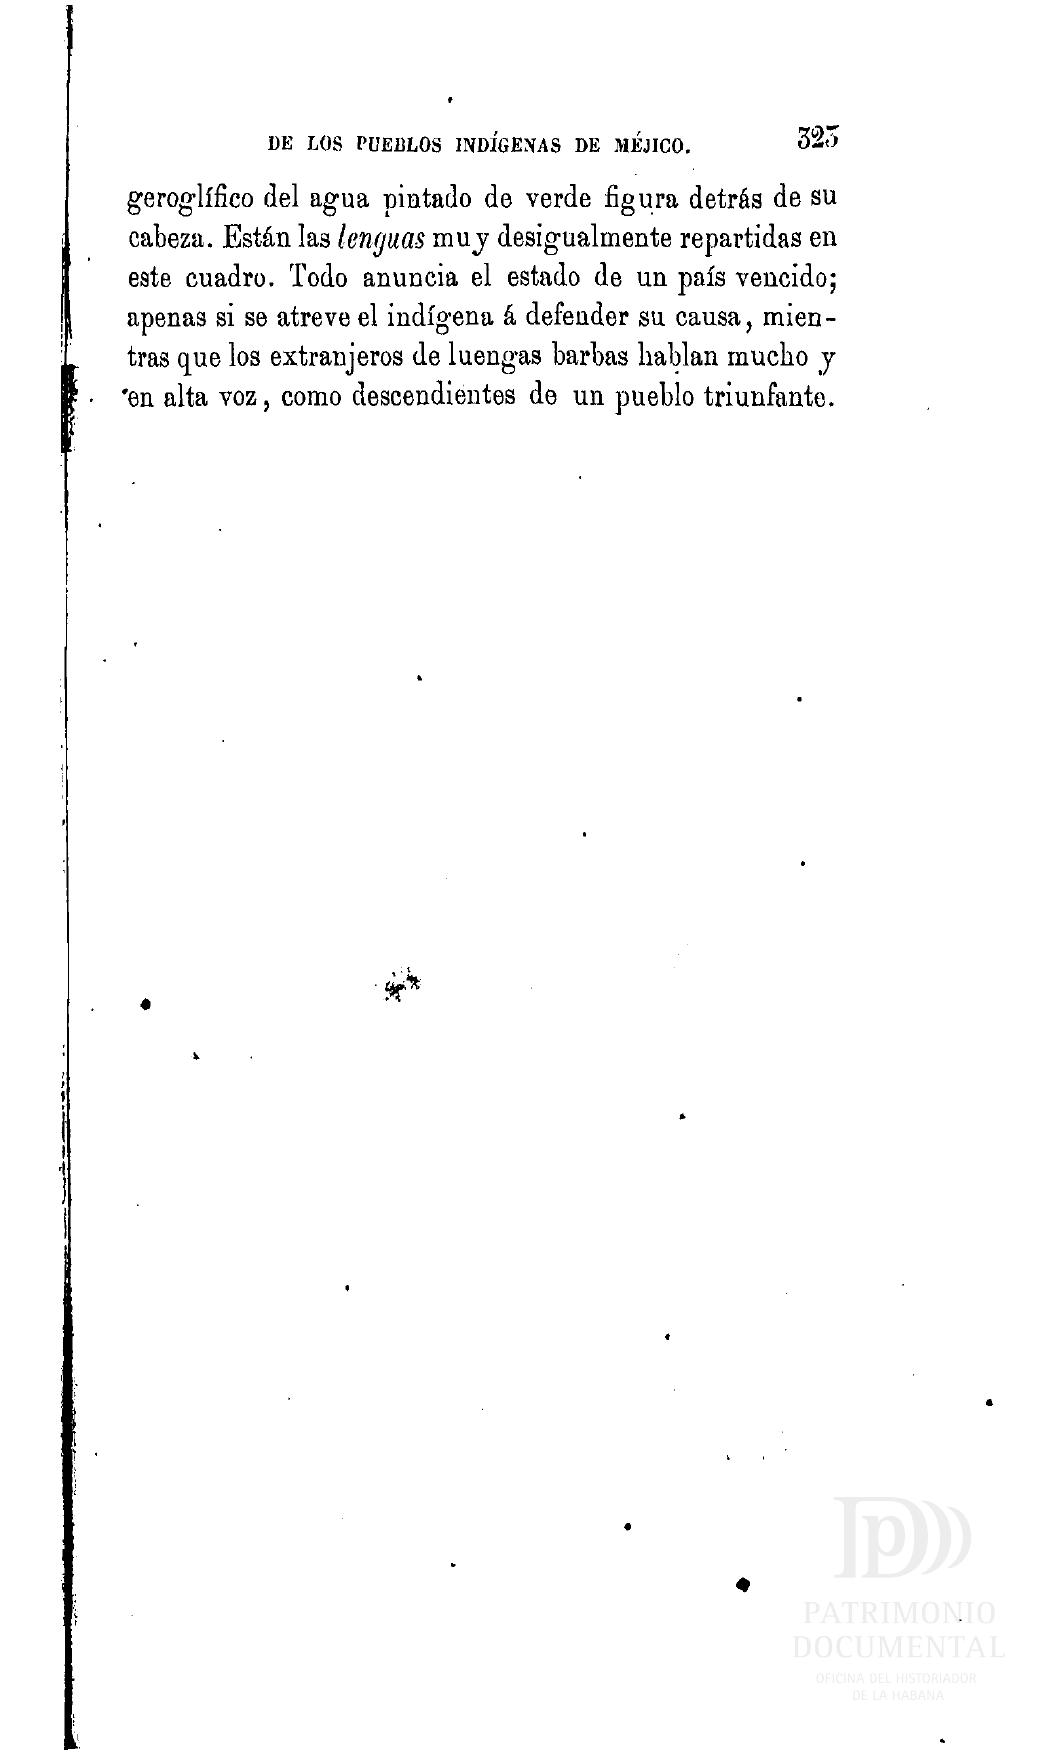 DE LOS PUEBLOS INDÍGENAS DE MÉJICO. 323
geroglífico del agua pintado de verde figura detrás de su
cabeza. Están las lenguas muy desigualmente repartidas en
este cuadro. Todo anuncia el estado de un país vencido;
apenas si se atreve el indígena á defender su causa, mien-
tras que los extranjeros de luengas barbas hablan mucho y
en alta voz, como descendientes de un pueblo triunfante.
PATRIMONIO
DOCUMENTAL
OFICINA DEL HISTORIADOR
DE LA HABANA